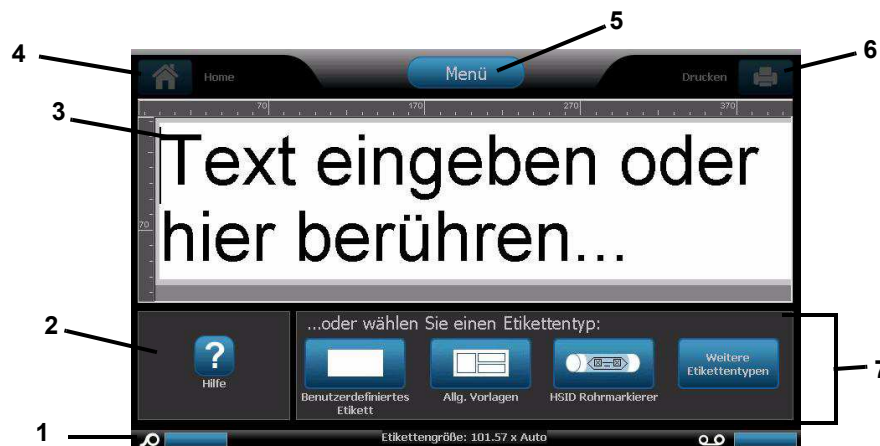 5
4
6
Home
Menü
Drucken
70
170
270
370
3
Text eingeben oder
70
hier berühren...
2
...oder wählen Sie einen Etikettentyp:
?
Hilfe
Benutzerdefiniertes
Etikett
Allg. Vorlagen
HSID Rohrmarkierer
Weitere
Etikettentypen
7
1
Etikettengröße: 101.57 x Auto